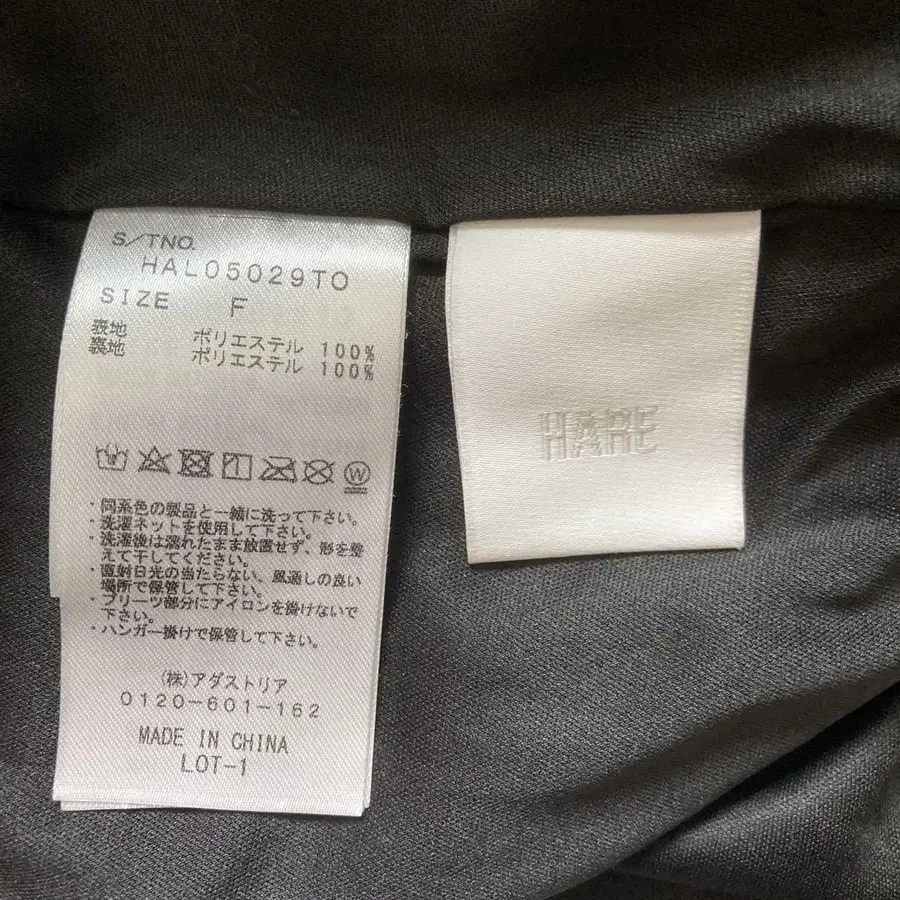 S/TNO.
HAL05029TO
SIZE F
表地 ポリエステル 100%
裏地 ポリエステル 100%
W
・同系色の製品と一緒に洗って下さい。
・洗濯ネットを使用して下さい。
・洗濯後は濡れたまま放置せず、形を整
えて干してください。
・直射日光の当たらない、風通しの良い
場所で保管して下さい。
・プリーツ部分にアイロンを掛けないで
下さい。
・ハンガー掛けで保管して下さい。
(株)アダストリア
0120-601-162
MADE IN CHINA
LOT-1
HARE